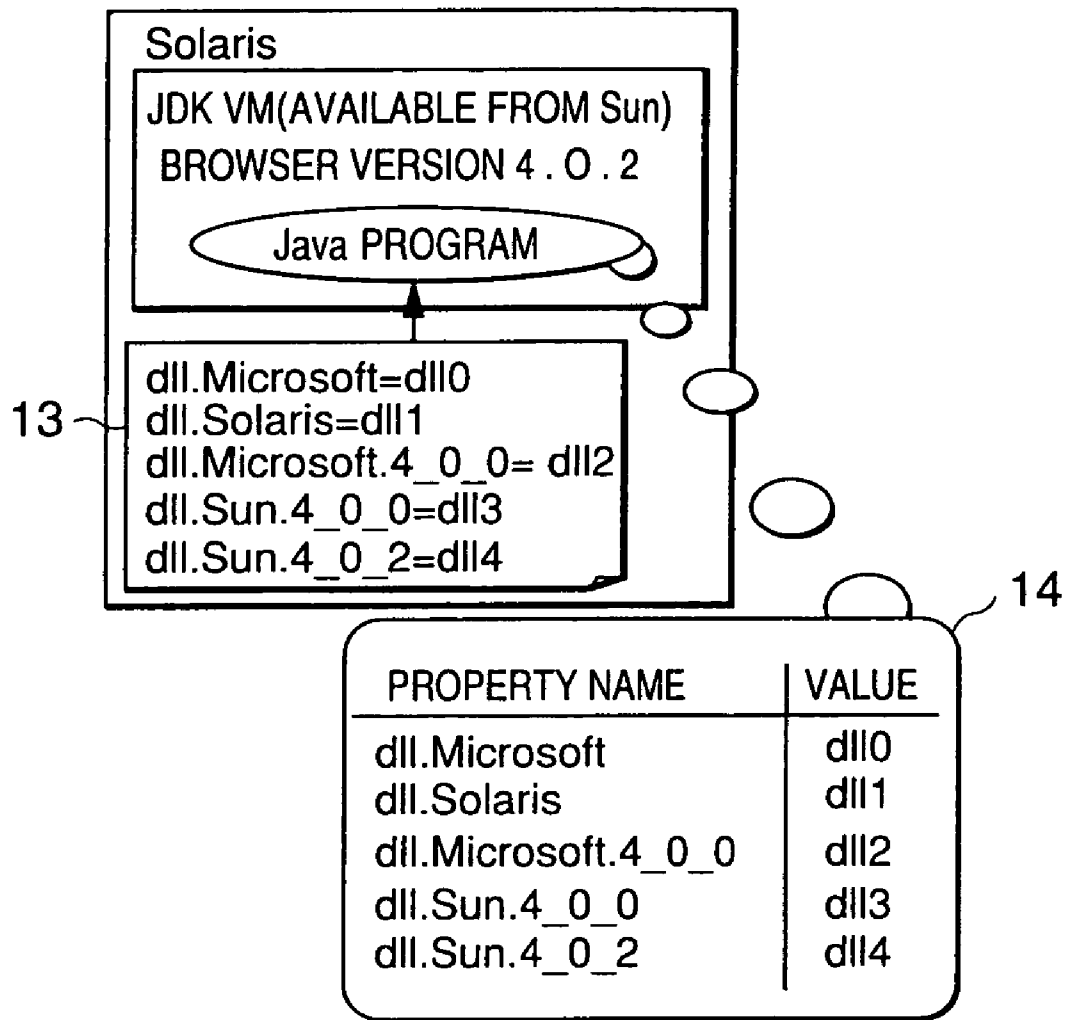 Solaris
JDK VM(AVAILABLE FROM Sun)
BROWSER VERSION 4 . 0 . 2
Java PROGRAM
13
dll.Microsoft=dll0
dll.Solaris=dll1
dll.Microsoft.4_0_0= dll2
dll.Sun.4_0_0=dll3
dll.Sun.4_0_2=dll4
14
PROPERTY NAME VALUE
dll.Microsoft dll0
dll.Solaris dll1
dll.Microsoft.4_0_0 dll2
dll.Sun.4_0_0 dll3
dll.Sun.4_0_2 dll4